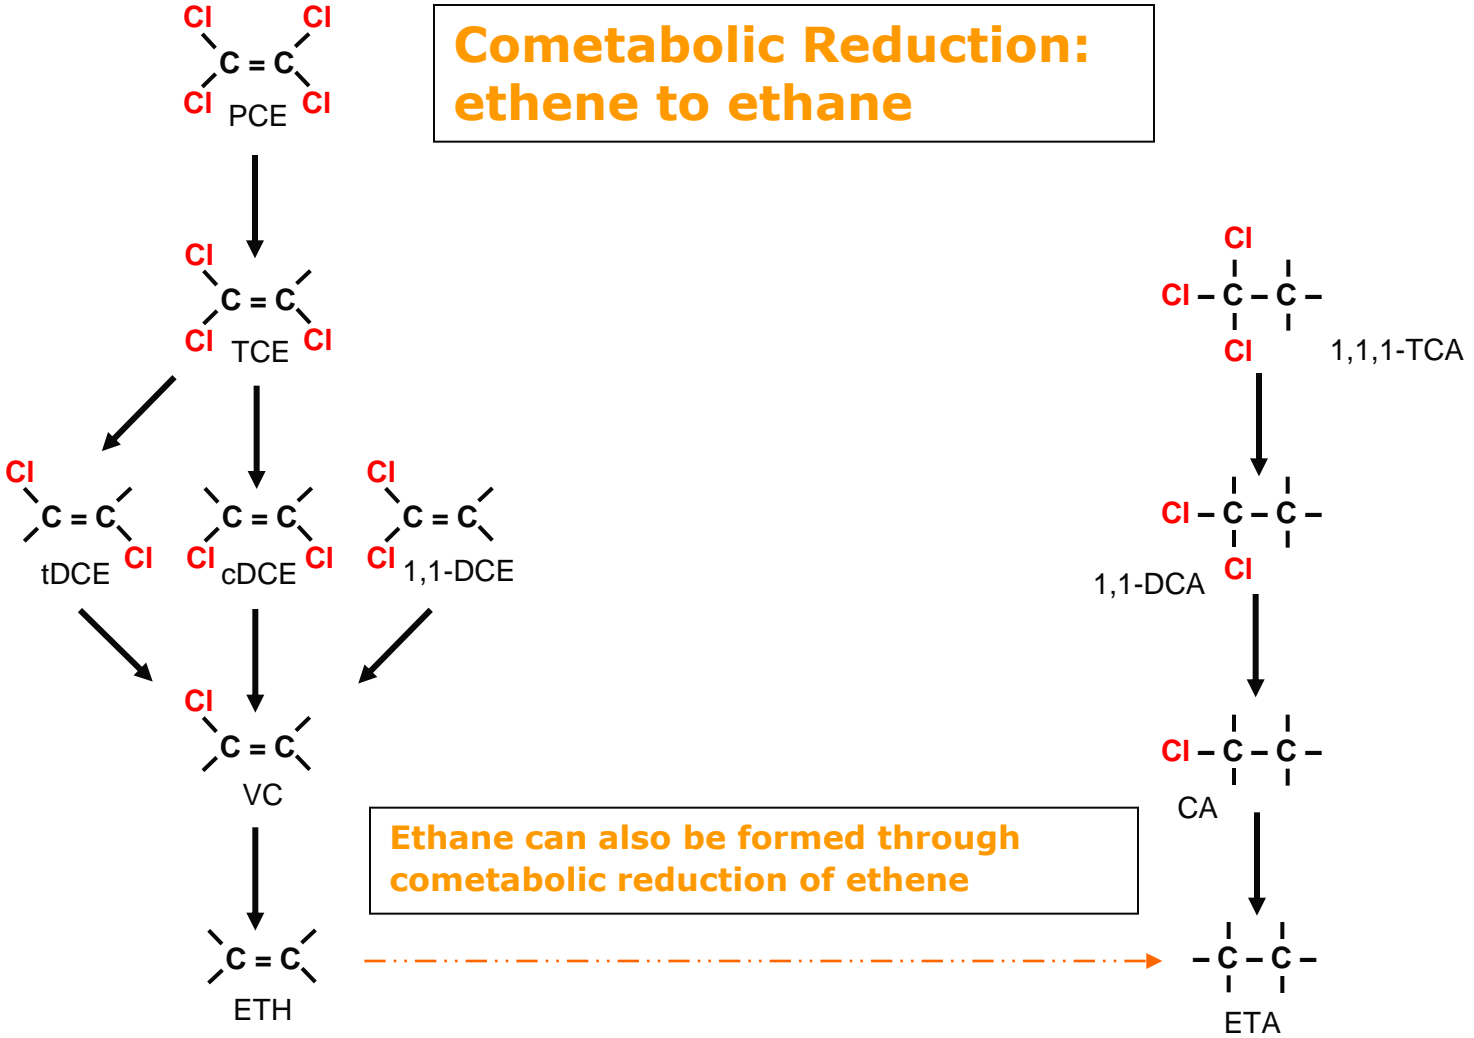 Cometabolic Reduction:
ethene to ethane
Cl Cl
C = C
Cl Cl
PCE
Cl
C = C
Cl Cl
TCE
Cl
C = C
Cl
tDCE
C = C
Cl Cl
cDCE
Cl
C = C
Cl
1,1-DCE
Cl
C = C
VC
C = C
ETH
Ethane can also be formed through
cometabolic reduction of ethene
Cl
Cl – C – C –
Cl
1,1,1-TCA
Cl – C – C –
Cl
1,1-DCA
Cl – C – C –
CA
– C – C –
ETA